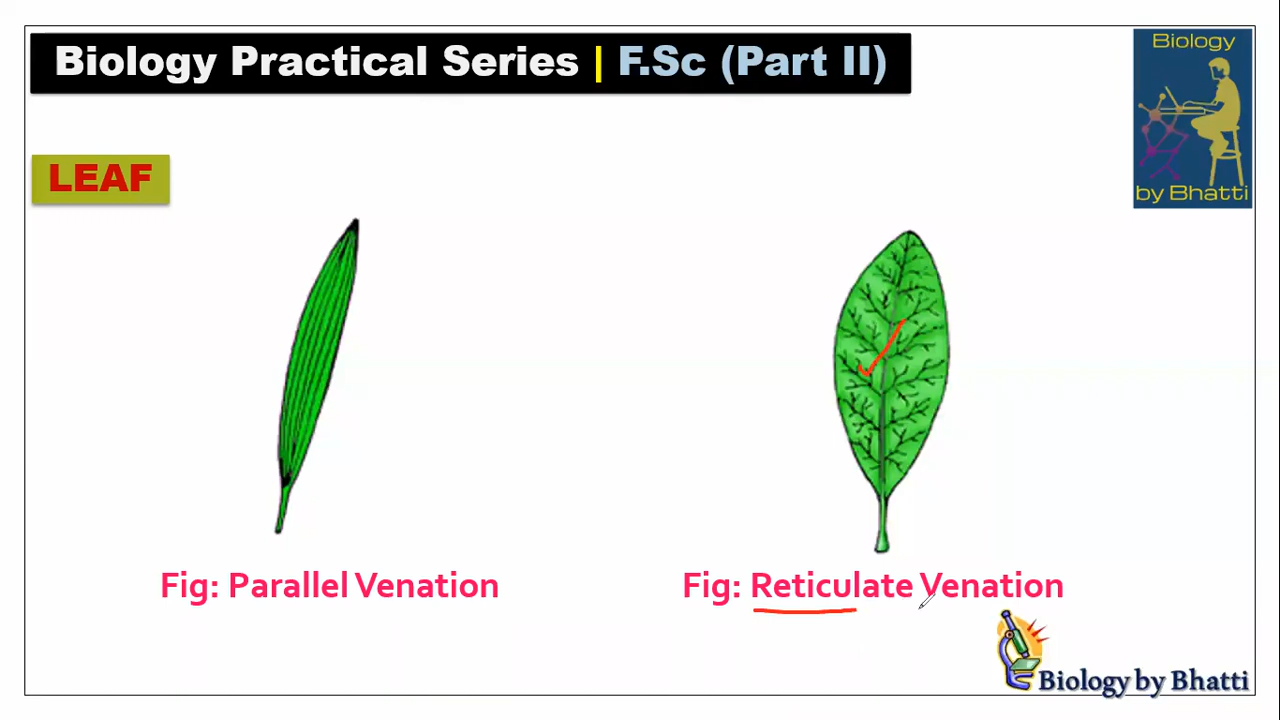 Biology Practical Series | F.Sc (Part II)
Biology
by Bhatti
LEAF
Fig: Parallel Venation
Fig: Reticulate Venation
Biology by Bhatti